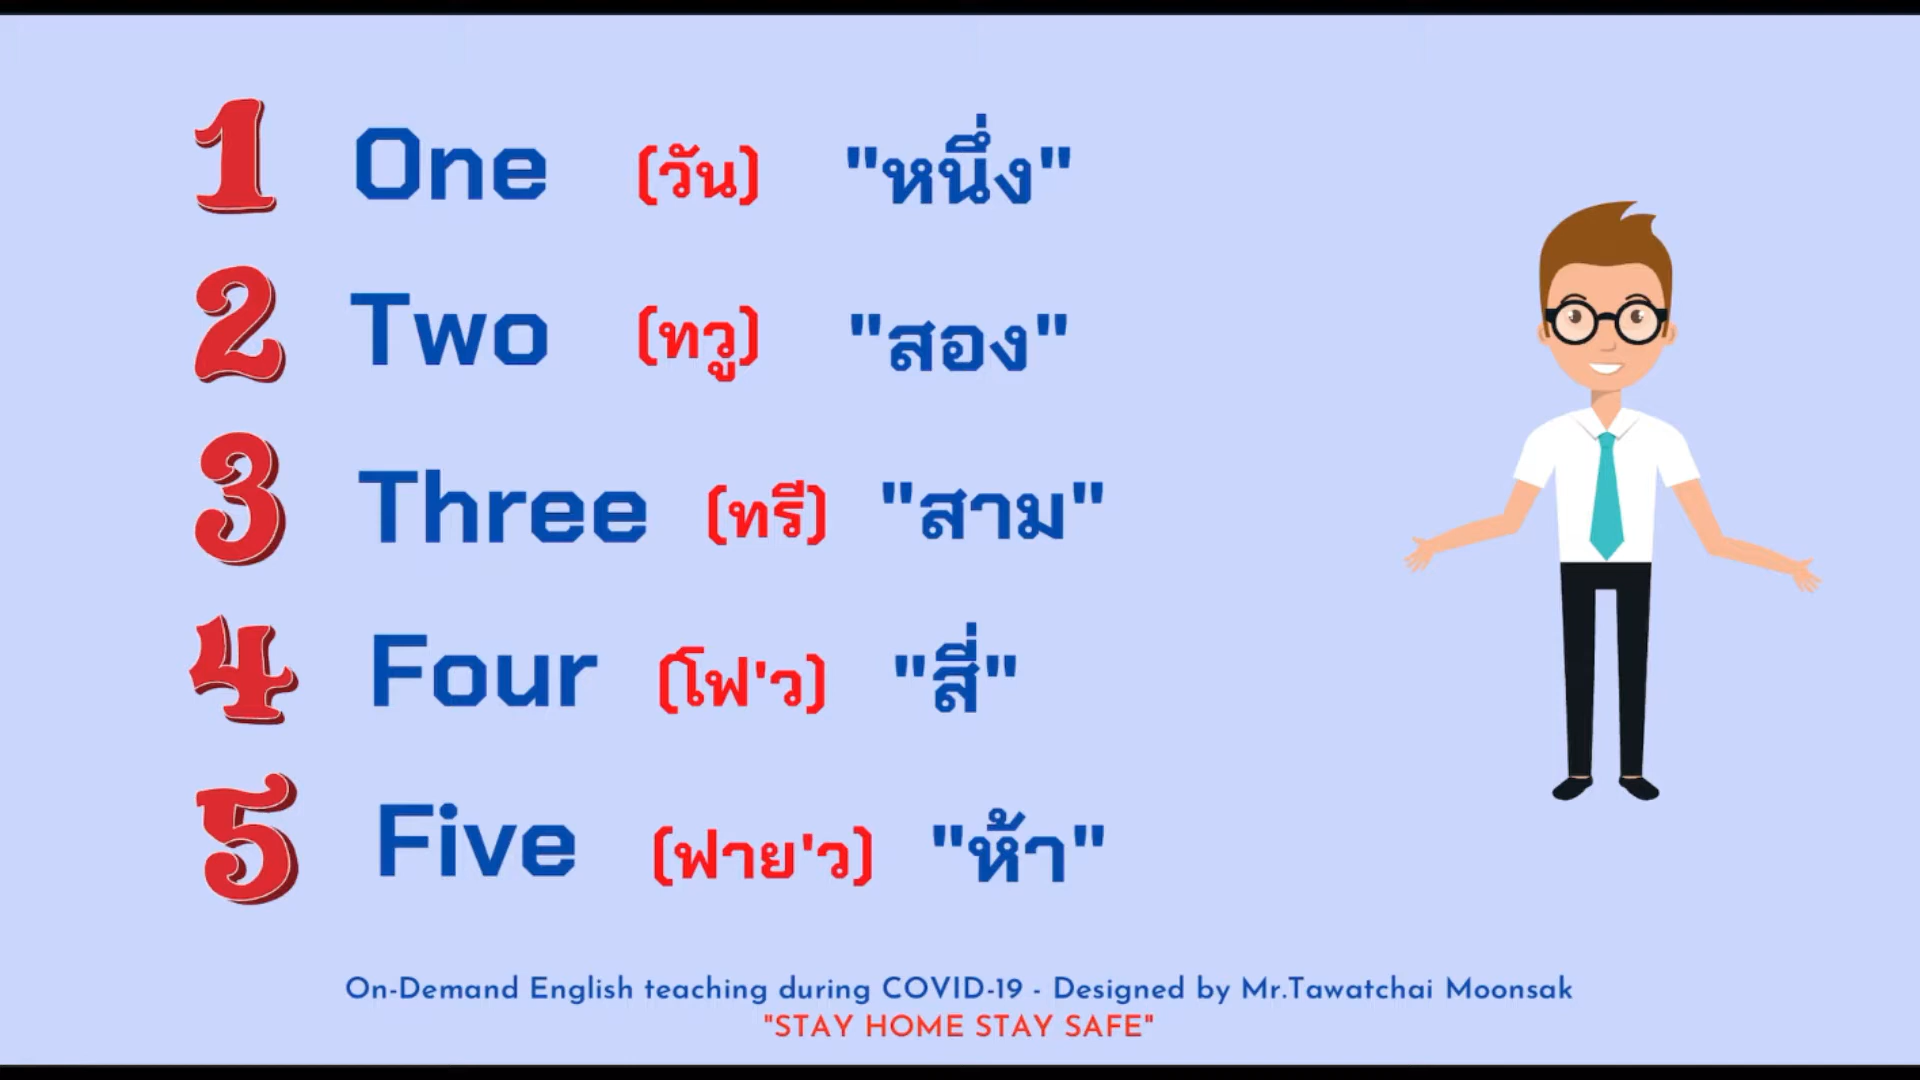 1 One (วัน) "หนึ่ง"
2 Two (ทวู) "สอง"
3 Three (ทรี) "สาม"
4 Four (โฟ'ว) "สี่"
5 Five (ฟาย'ว) "ห้า"
On-Demand English teaching during COVID-19 - Designed by Mr.Tawatchai Moonsak
"STAY HOME STAY SAFE"